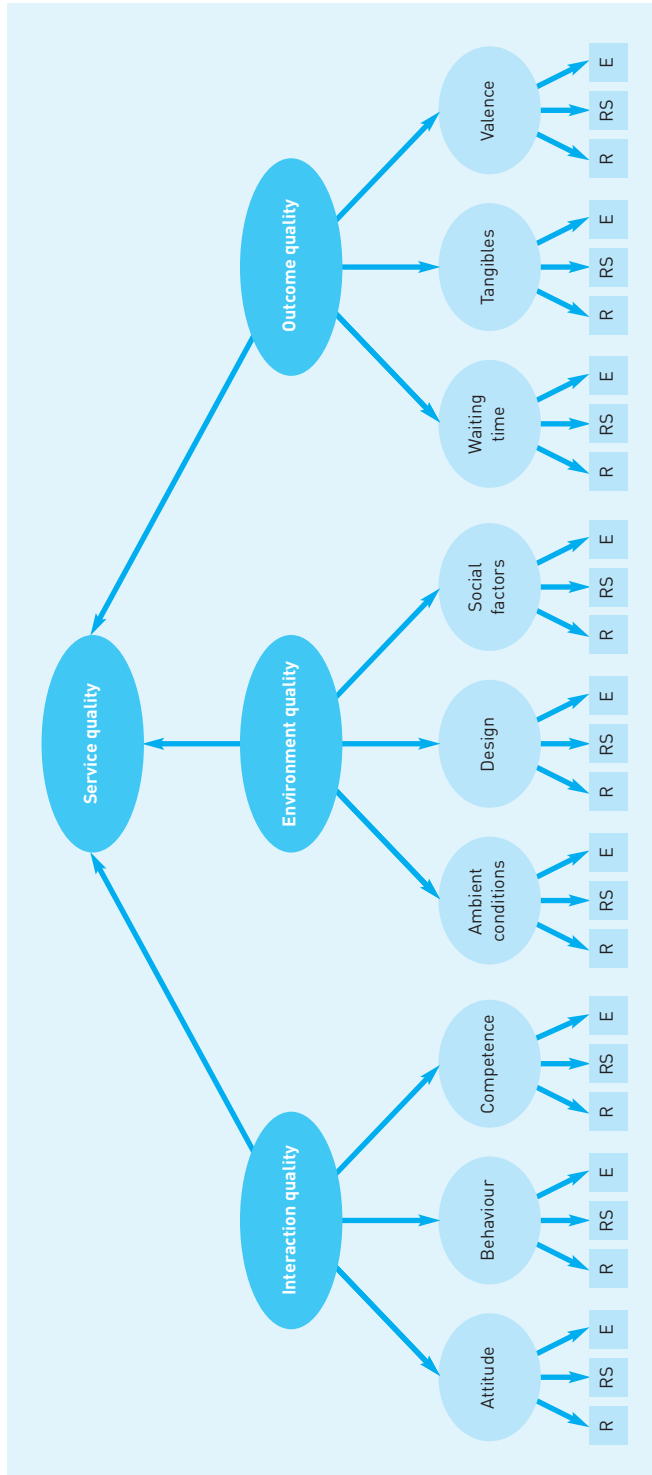 Service quality
Interaction quality
Environment quality
Outcome quality
Attitude
Behaviour
Competence
Ambient
conditions
Design
Social
factors
Waiting
time
Tangibles
Valence
R
RS
E
R
RS
E
R
RS
E
R
RS
E
R
RS
E
R
RS
E
R
RS
E
R
RS
E
R
RS
E